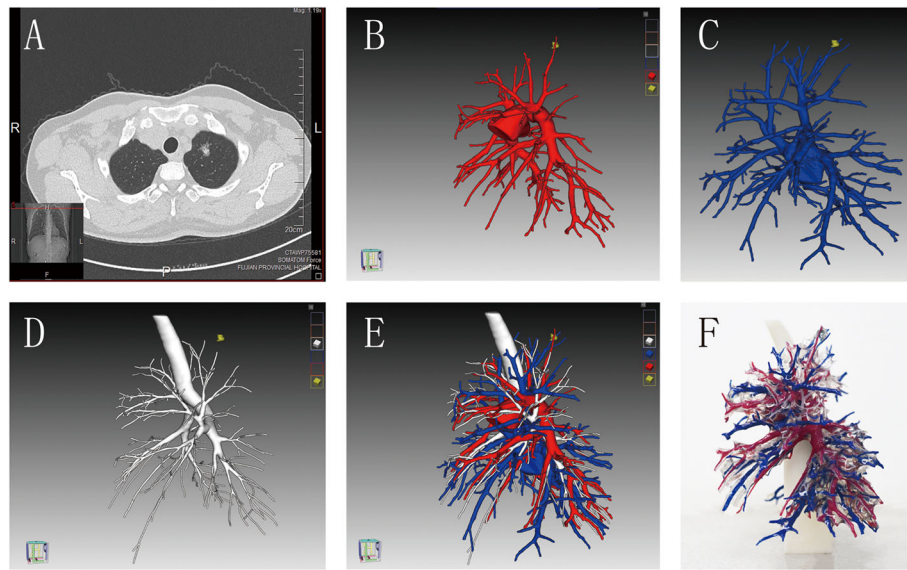 A
Mag: 1.19x
R
L
20cm
R
L
F
P
CTAWP75581
SOMATOM Force
FUJIAN PROVINCIAL HOSPITAL
B
C
D
E
F